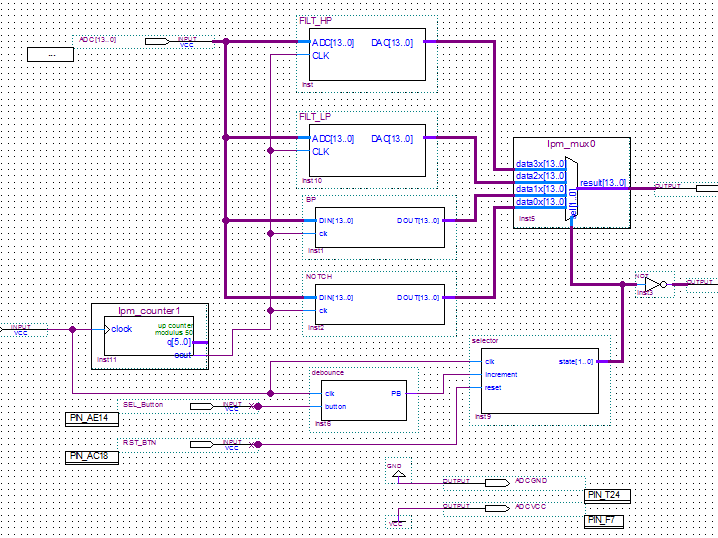 FILT_HP
ADC[13..0]
INPUT
VCC
...
ADC[13..0]
DAC[13..0]
CLK
inst
FILT_LP
ADC[13..0]
DAC[13..0]
CLK
inst10
lpm_mux0
data3x[13..0]
data2x[13..0]
data1x[13..0]
data0x[13..0]
result[13..0]
sel[1..0]
inst5
OUTPUT
BP
DIN[13..0]
DOUT[13..0]
clk
inst1
NOTCH
DIN[13..0]
DOUT[13..0]
clk
inst2
NOT
OUTPUT
lpm_counter1
up counter
modulus 50
clock
q[5..0]
cout
inst11
INPUT
VCC
selector
clk
state[1..0]
increment
reset
inst9
debounce
clk
PB
button
inst6
SEL_Button
INPUT
VCC
PIN_AE14
RST_BTN
INPUT
VCC
PIN_AC18
GND
OUTPUT
ADCGND
PIN_T24
OUTPUT
ADCVCC
VCC
PIN_F7